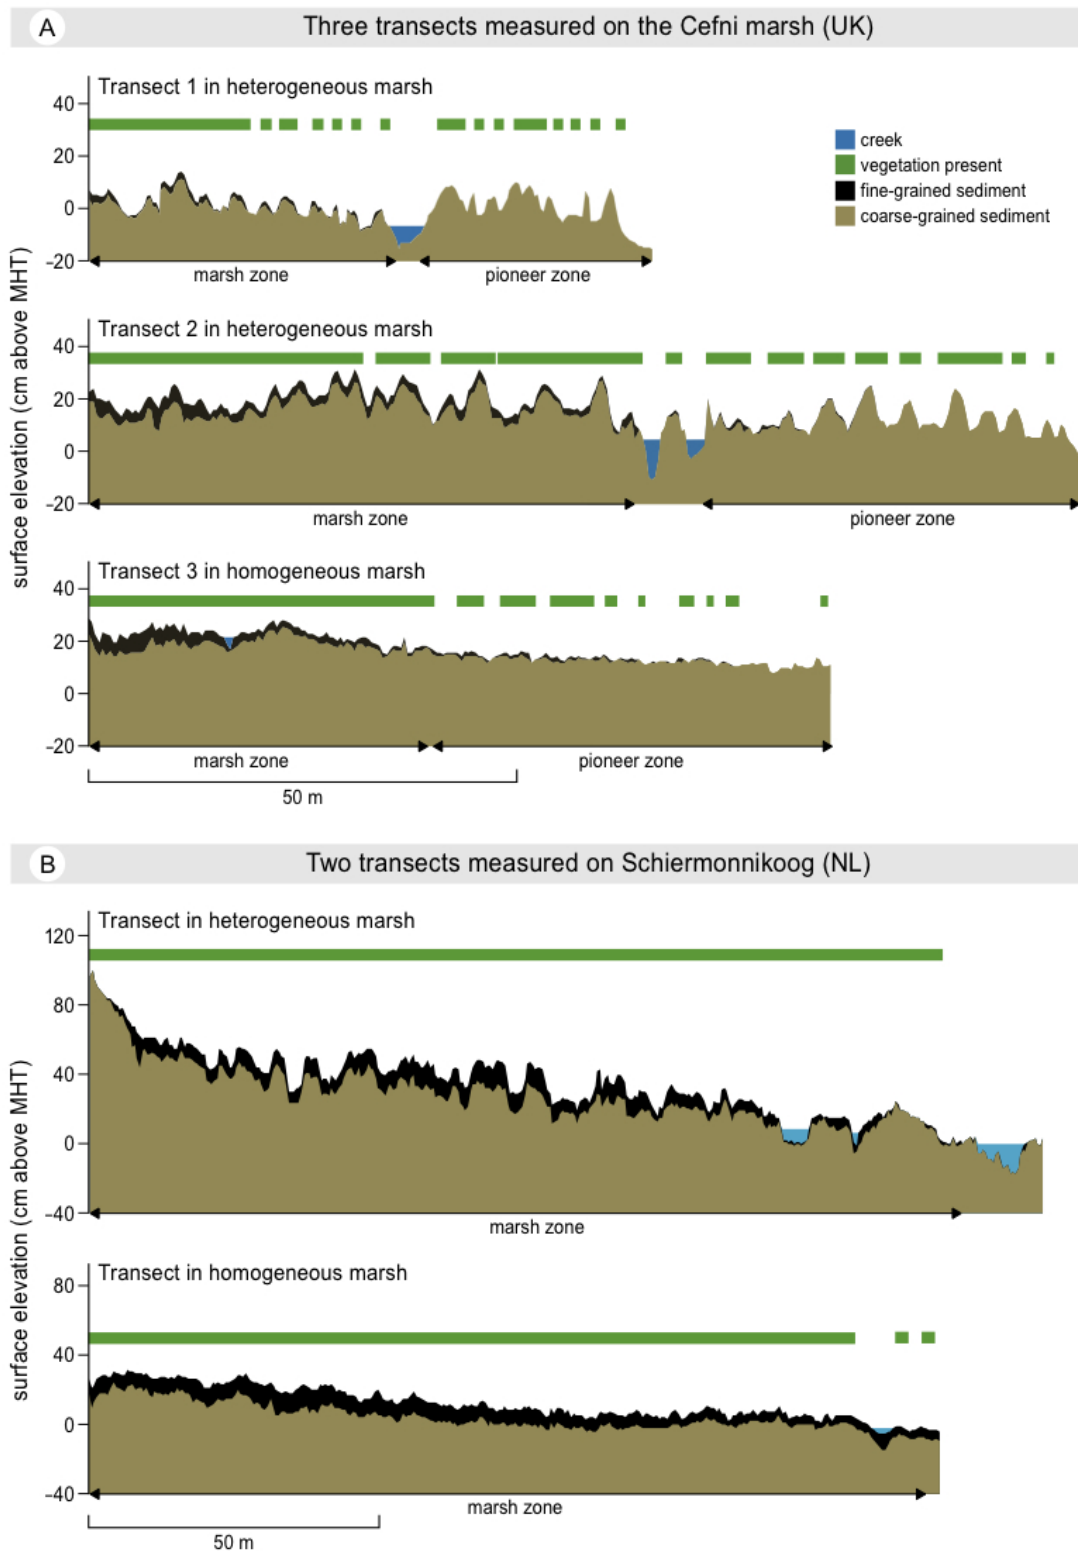 A Three transects measured on the Cefni marsh (UK)
surface elevation (cm above MHT)
Transect 1 in heterogeneous marsh
40
20
0
–20
creek
vegetation present
fine-grained sediment
coarse-grained sediment
marsh zone pioneer zone
Transect 2 in heterogeneous marsh
40
20
0
–20
marsh zone pioneer zone
Transect 3 in homogeneous marsh
40
20
0
–20
marsh zone pioneer zone
50 m
B Two transects measured on Schiermonnikoog (NL)
surface elevation (cm above MHT)
Transect in heterogeneous marsh
120
80
40
0
–40
marsh zone
Transect in homogeneous marsh
80
40
0
–40
marsh zone
50 m